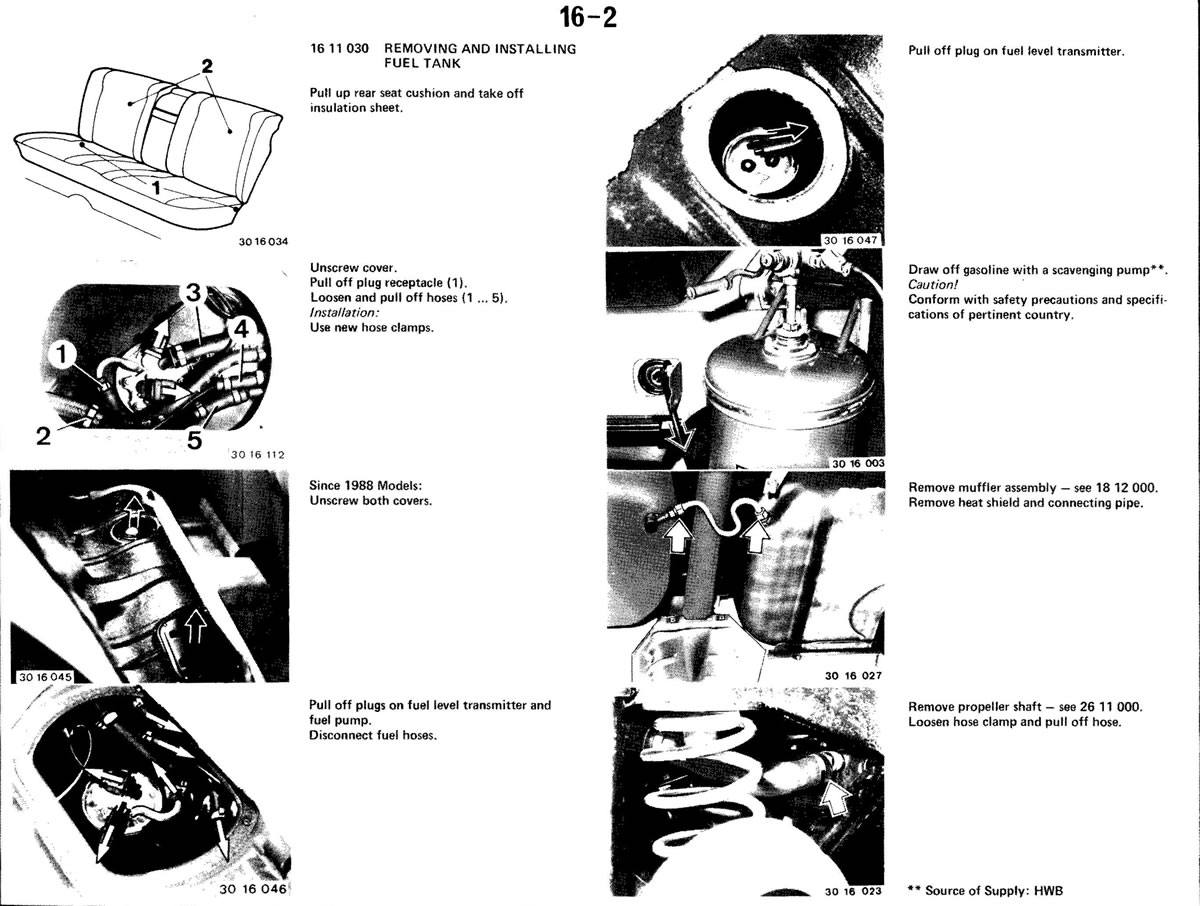 16-2
16 11 030 REMOVING AND INSTALLING
FUEL TANK
Pull up rear seat cushion and take off
insulation sheet.
2
1
30 16 034
Unscrew cover.
Pull off plug receptacle (1).
Loosen and pull off hoses (1 ... 5).
Installation:
Use new hose clamps.
3
4
1
2
5
30 16 112
Since 1988 Models:
Unscrew both covers.
30 16 045
Pull off plugs on fuel level transmitter and
fuel pump.
Disconnect fuel hoses.
30 16 046
Pull off plug on fuel level transmitter.
30 16 047
Draw off gasoline with a scavenging pump**.
Caution!
Conform with safety precautions and specifi-
cations of pertinent country.
30 16 003
Remove muffler assembly — see 18 12 000.
Remove heat shield and connecting pipe.
30 16 027
Remove propeller shaft — see 26 11 000.
Loosen hose clamp and pull off hose.
30 16 023
** Source of Supply: HWB